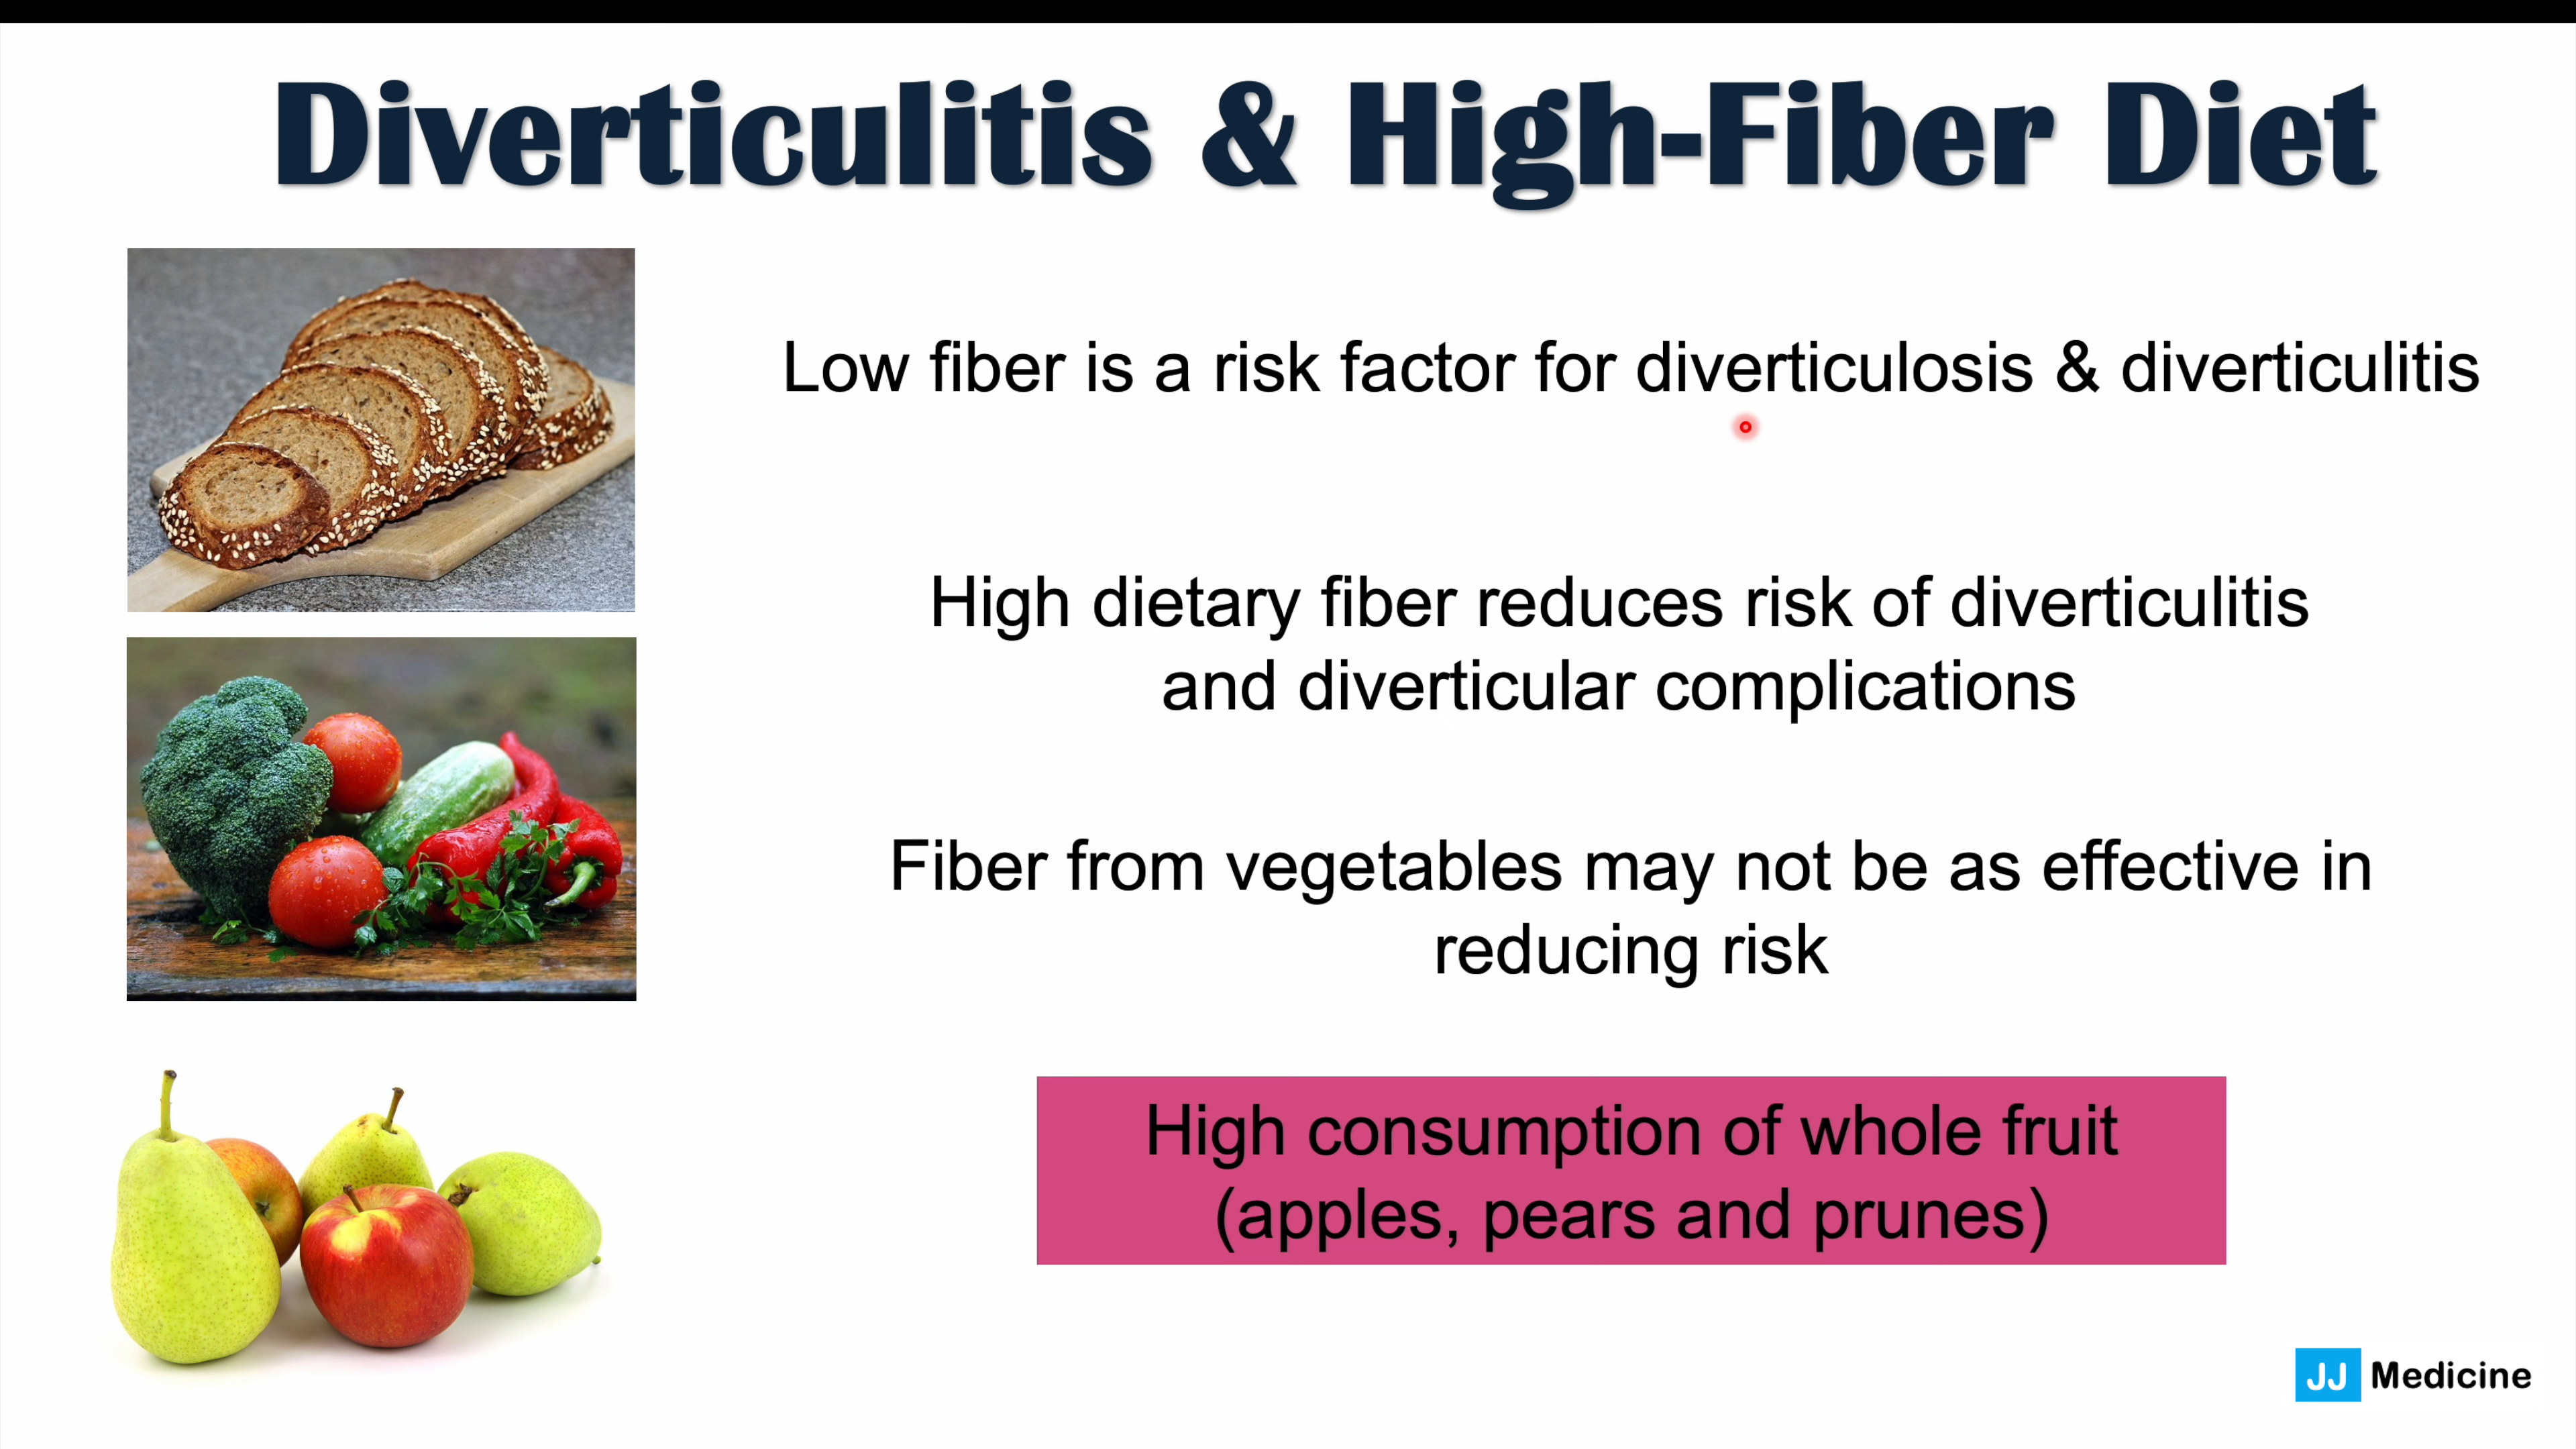 Diverticulitis & High-Fiber Diet
Low fiber is a risk factor for diverticulosis & diverticulitis
High dietary fiber reduces risk of diverticulitis
and diverticular complications
Fiber from vegetables may not be as effective in
reducing risk
High consumption of whole fruit
(apples, pears and prunes)
JJ Medicine